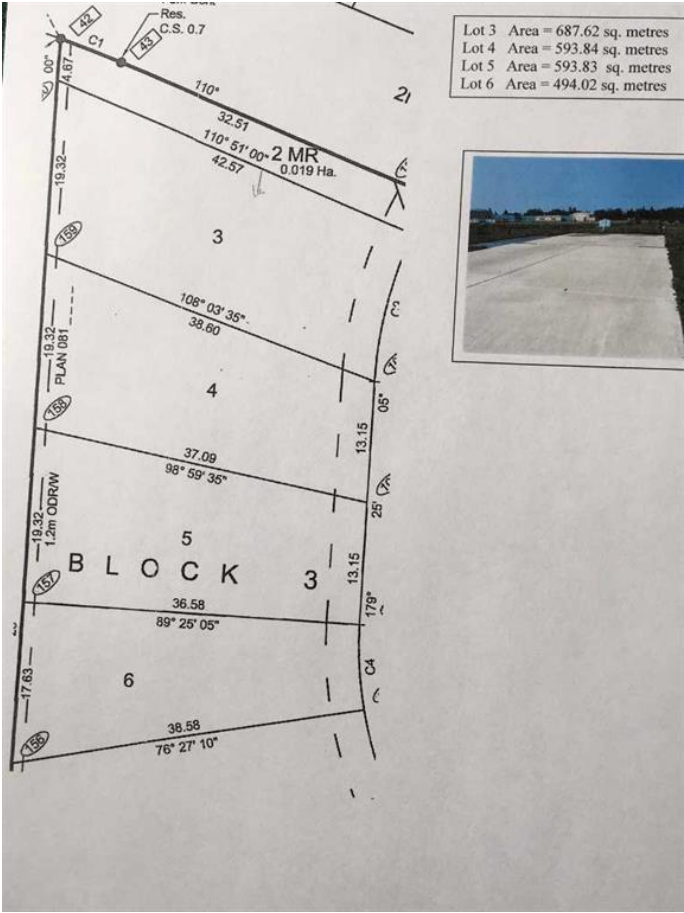 42
Res.
C.S. 0.7
C1
43
Lot 3 Area = 687.62 sq. metres
Lot 4 Area = 593.84 sq. metres
Lot 5 Area = 593.83 sq. metres
Lot 6 Area = 494.02 sq. metres
00"
4.67
110°
32.51
110° 51' 00"
42.57
2 MR
0.019 Ha.
19.32
3
159
108° 03' 35"
38.60
19.32
PLAN 081
4
05"
158
13.15
37.09
98° 59' 35"
25'
19.32
1.2m ODR/W
5
BLOCK 3
13.15
157
36.58
89° 25' 05"
179°
6
17.63
C4
38.58
76° 27' 10"
156